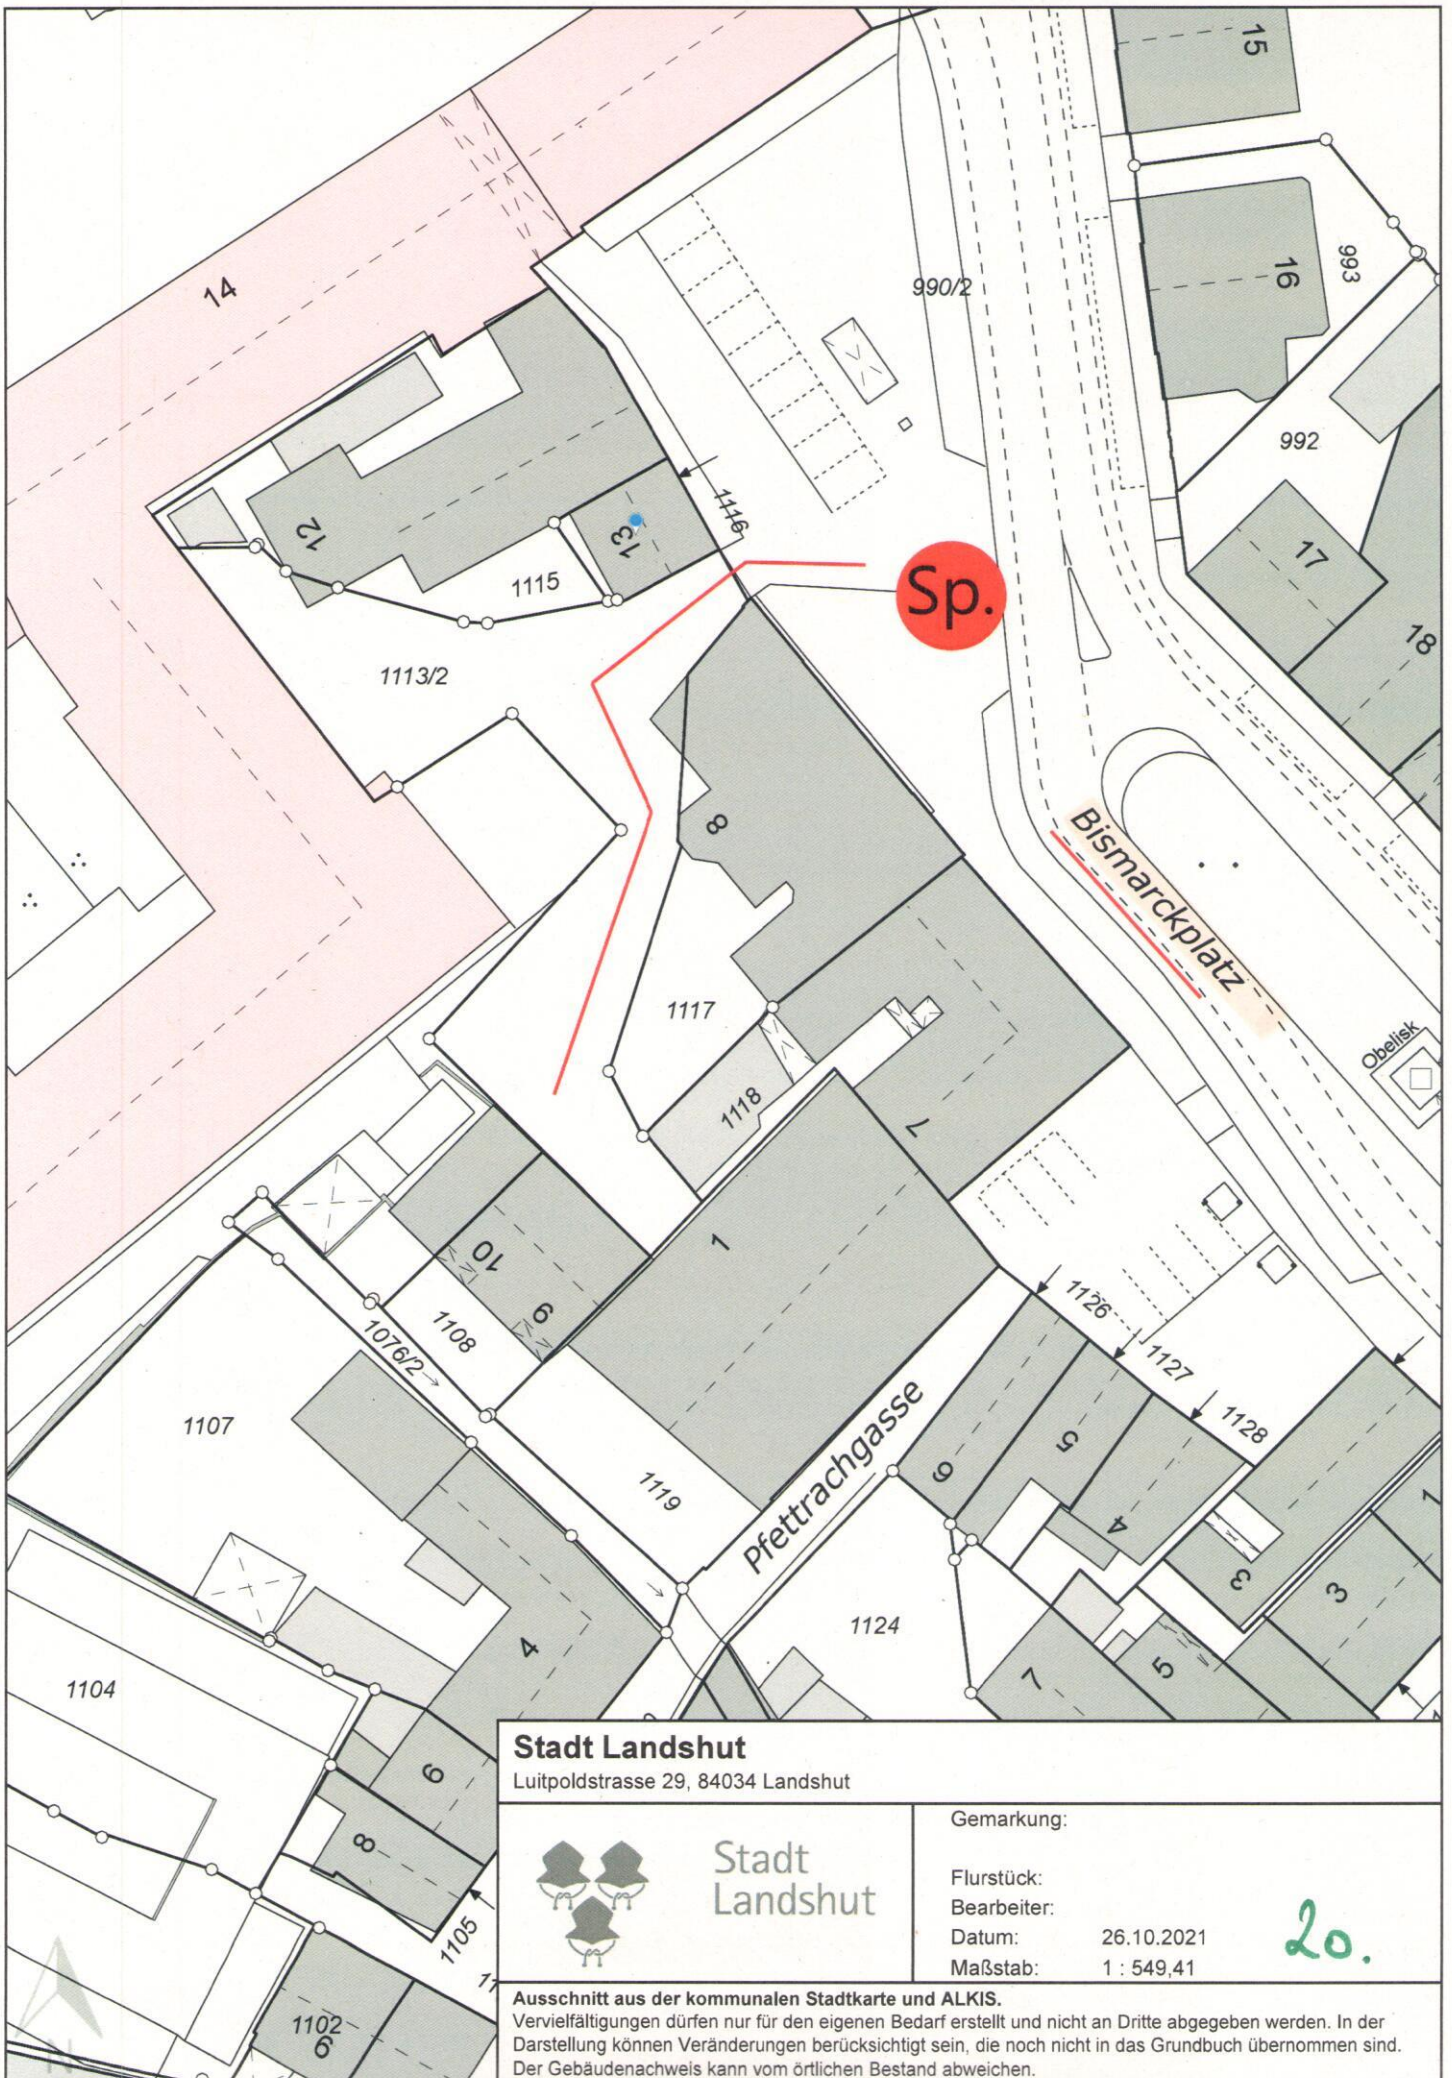 15
14
990/2
16
993
992
12
13
1116
1115
Sp.
17
18
1113/2
8
Bismarckplatz
1117
Obelisk
1118
7
1
10
9
1126
1108
1076/2
1127
1107
1128
Pfettrachgasse
6
5
1119
4
3
3
1
1124
4
7
5
1104
6
8
1105
1102
9
N
Stadt Landshut
Luitpoldstrasse 29, 84034 Landshut
Stadt
Landshut
Gemarkung:
Flurstück:
Bearbeiter:
Datum: 26.10.2021
Maßstab: 1 : 549,41
20.
Ausschnitt aus der kommunalen Stadtkarte und ALKIS.
Vervielfältigungen dürfen nur für den eigenen Bedarf erstellt und nicht an Dritte abgegeben werden. In der
Darstellung können Veränderungen berücksichtigt sein, die noch nicht in das Grundbuch übernommen sind.
Der Gebäudenachweis kann vom örtlichen Bestand abweichen.